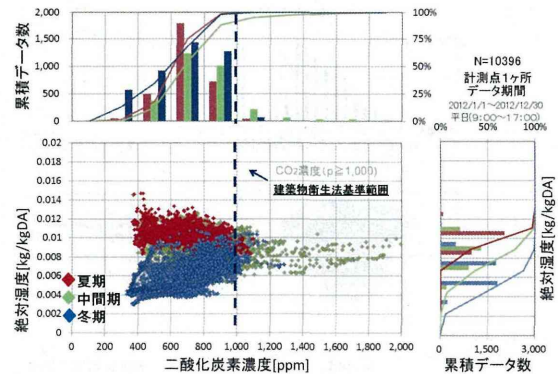 累積データ数
2,000
1,500
1,000
500
0
100%
75%
50%
25%
0%
N=10396
計測点1ヶ所
データ期間
2012/1/1〜2012/12/30
平日(9:00〜17:00)
絶対湿度[kg/kgDA]
0.02
0.018
0.016
0.014
0.012
0.01
0.008
0.006
0.004
0.002
0
CO2濃度(p≧1,000)
建築物衛生法基準範囲
夏期
中間期
冬期
0
200
400
600
800
1,000
1,200
1,400
1,600
1,800
2,000
二酸化炭素濃度[ppm]
0%
50%
100%
絶対湿度[kg/kgDA]
0
1,500
3,000
累積データ数